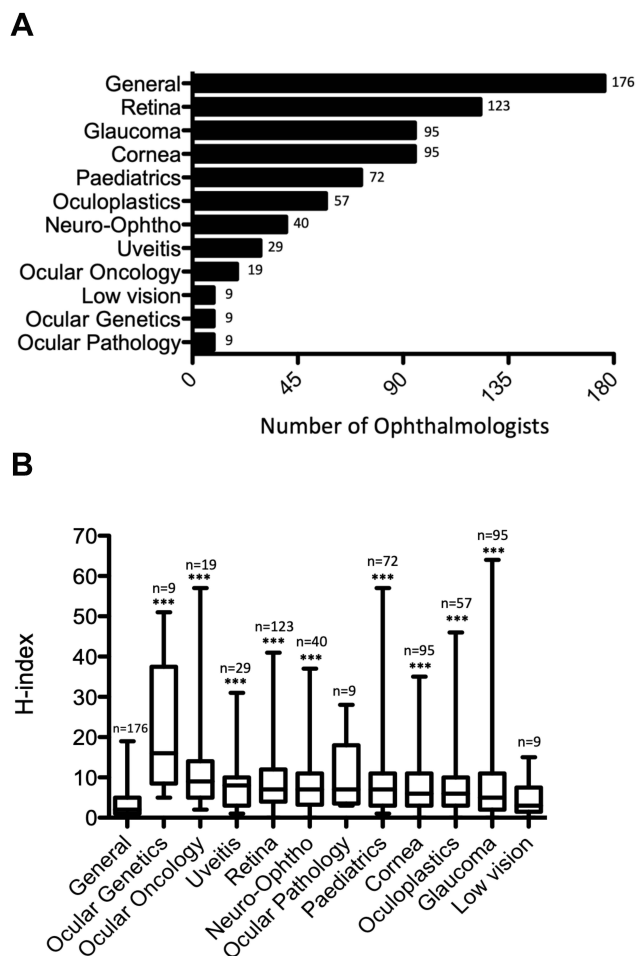 A
General 176
Retina 123
Glaucoma 95
Cornea 95
Paediatrics 72
Oculoplastics 57
Neuro-Ophtho 40
Uveitis 29
Ocular Oncology 19
Low vision 9
Ocular Genetics 9
Ocular Pathology 9
0 45 90 135 180
Number of Ophthalmologists
B
H-index
70
60
50
40
30
20
10
0
n=176
n=9
***
n=19
***
n=29
***
n=123
***
n=40
***
n=9
n=72
***
n=95
***
n=57
***
n=95
***
n=9
General
Ocular Genetics
Ocular Oncology
Uveitis
Retina
Neuro-Ophtho
Ocular Pathology
Paediatrics
Cornea
Oculoplastics
Glaucoma
Low vision